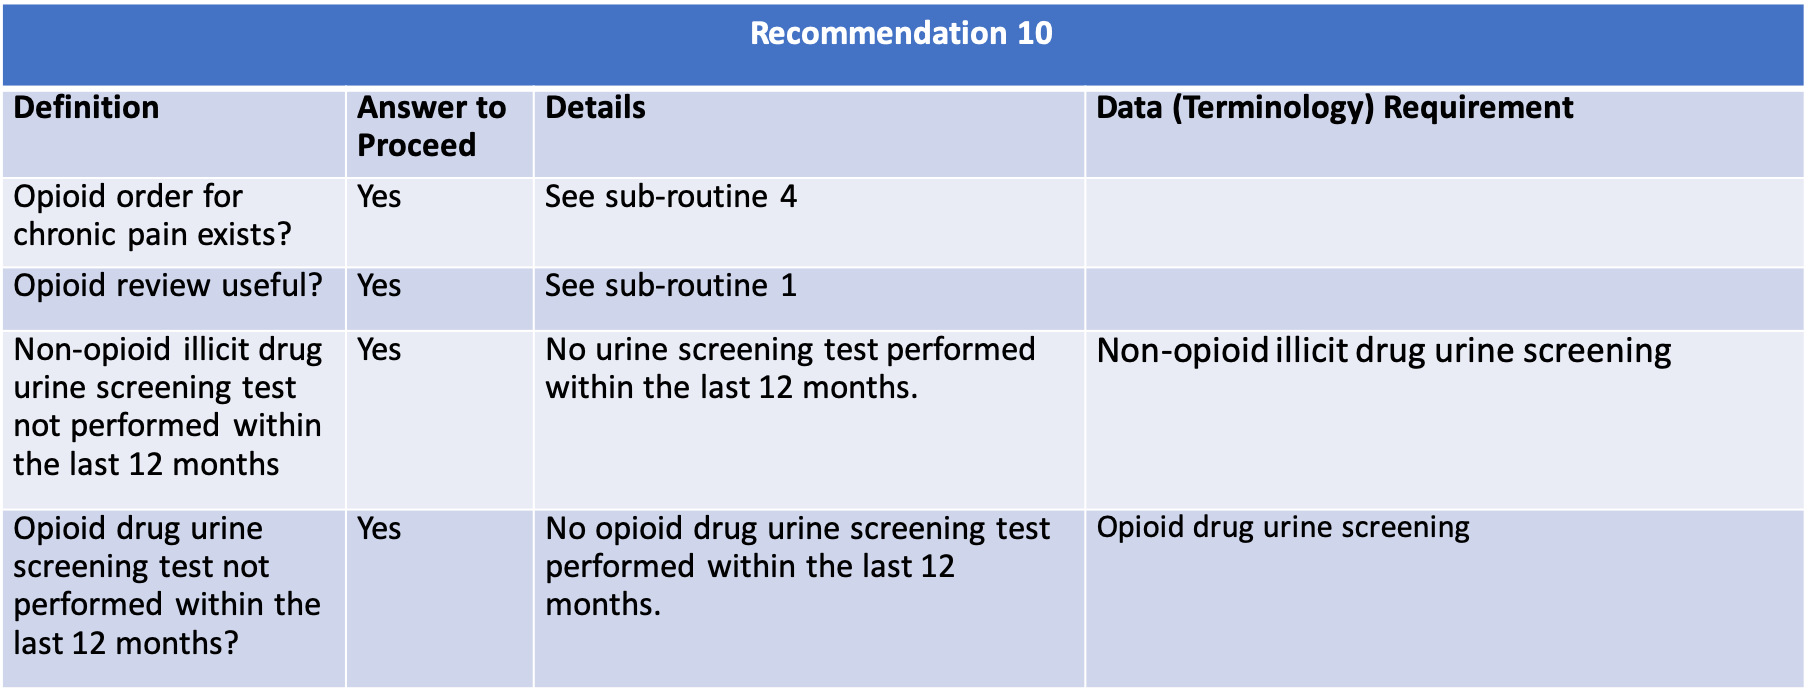 Recommendation 10
Definition
Answer to
Proceed
Details
Data (Terminology) Requirement
Opioid order for
chronic pain exists?
Yes
See sub-routine 4
Opioid review useful?
Yes
See sub-routine 1
Non-opioid illicit drug
urine screening test
not performed within
the last 12 months
Yes
No urine screening test performed
within the last 12 months.
Non-opioid illicit drug urine screening
Opioid drug urine
screening test not
performed within the
last 12 months?
Yes
No opioid drug urine screening test
performed within the last 12
months.
Opioid drug urine screening